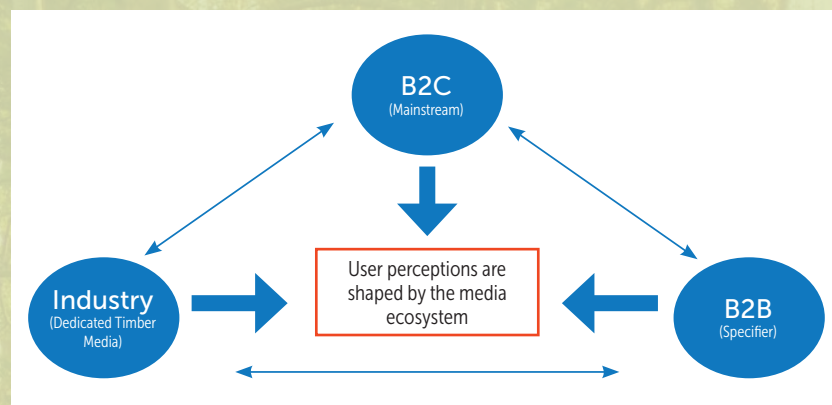 B2C
(Mainstream)
User perceptions are
shaped by the media
ecosystem
Industry
(Dedicated Timber
Media)
B2B
(Specifier)